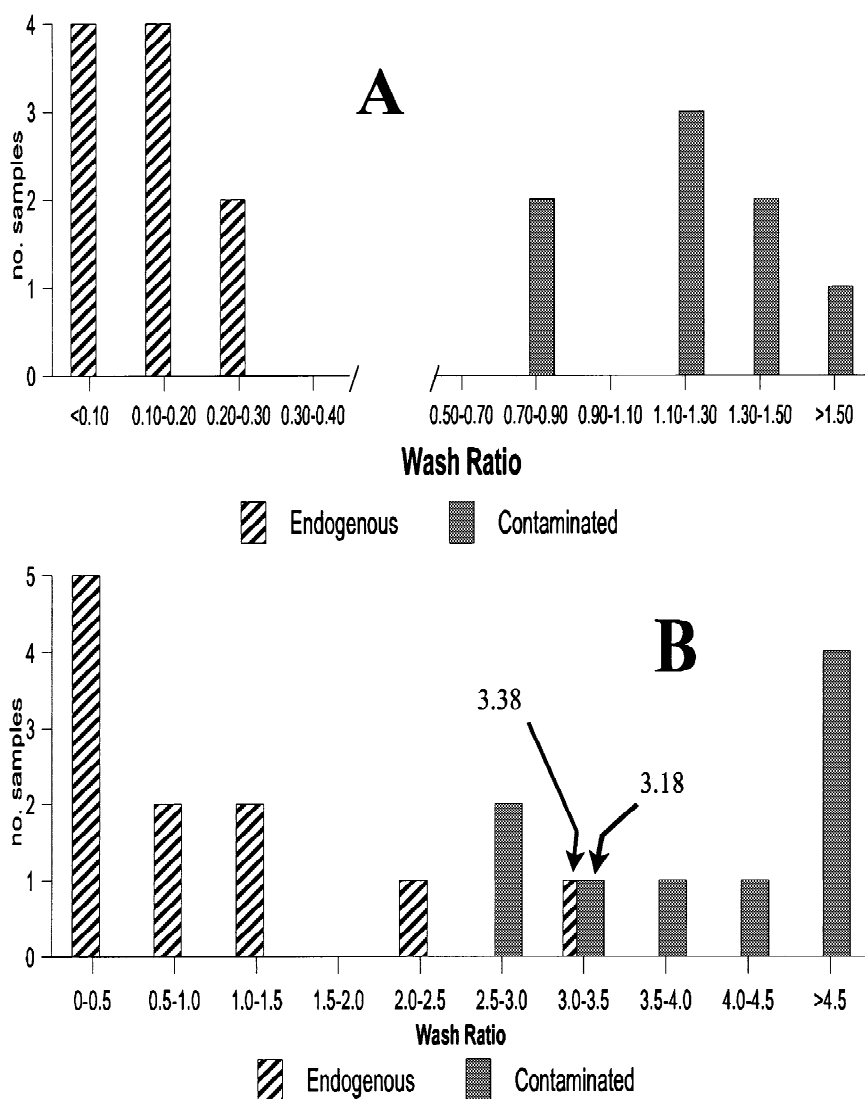 4
A
3
no. samples
2
1
0
<0.10 0.10-0.20 0.20-0.30 0.30-0.40 0.50-0.70 0.70-0.90 0.90-1.10 1.10-1.30 1.30-1.50 >1.50
Wash Ratio
Endogenous Contaminated
5
B
4
3.38
3.18
3
no. samples
2
1
0
0-0.5 0.5-1.0 1.0-1.5 1.5-2.0 2.0-2.5 2.5-3.0 3.0-3.5 3.5-4.0 4.0-4.5 >4.5
Wash Ratio
Endogenous Contaminated